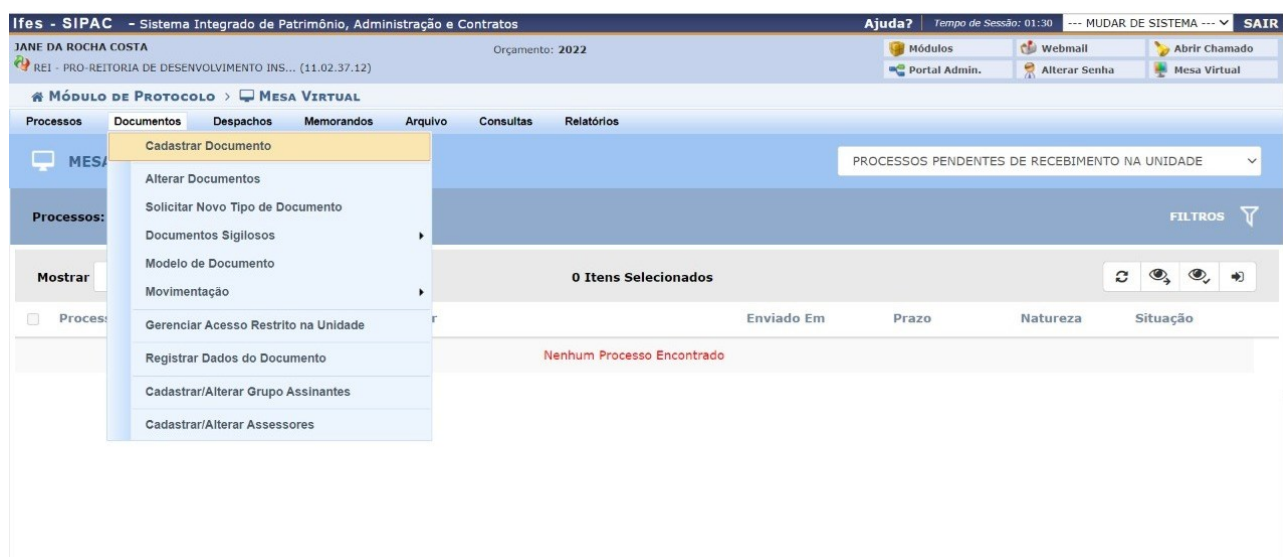 Ifes - SIPAC - Sistema Integrado de Patrimônio, Administração e Contratos Ajuda? Tempo de Sessão: 01:30 --- MUDAR DE SISTEMA --- SAIR
JANE DA ROCHA COSTA Orçamento: 2022 Módulos Webmail Abrir Chamado
REI - PRO-REITORIA DE DESENVOLVIMENTO INS... (11.02.37.12) Portal Admin. Alterar Senha Mesa Virtual
MÓDULO DE PROTOCOLO > MESA VIRTUAL
Processos Documentos Despachos Memorandos Arquivo Consultas Relatórios
Cadastrar Documento
MESA PROCESSOS PENDENTES DE RECEBIMENTO NA UNIDADE
Alterar Documentos
Solicitar Novo Tipo de Documento
Processos: FILTROS
Documentos Sigilosos
Modelo de Documento
Mostrar 0 Itens Selecionados
Movimentação
Process Enviado Em Prazo Natureza Situação
Gerenciar Acesso Restrito na Unidade
Registrar Dados do Documento Nenhum Processo Encontrado
Cadastrar/Alterar Grupo Assinantes
Cadastrar/Alterar Assessores